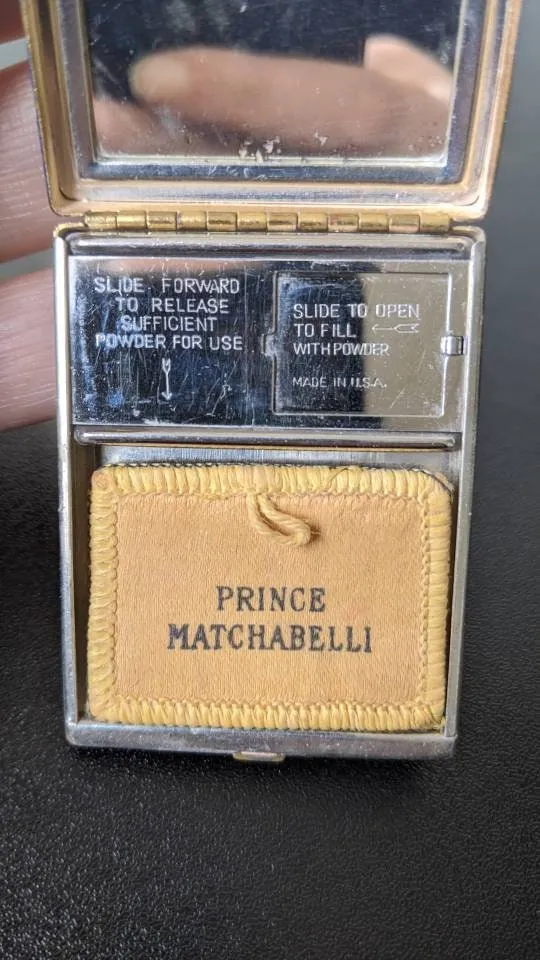 SLIDE FORWARD
TO RELEASE
SUFFICIENT
POWDER FOR USE
SLIDE TO OPEN
TO FILL
WITH POWDER
MADE IN U.S.A.
PRINCE
MATCHABELLI